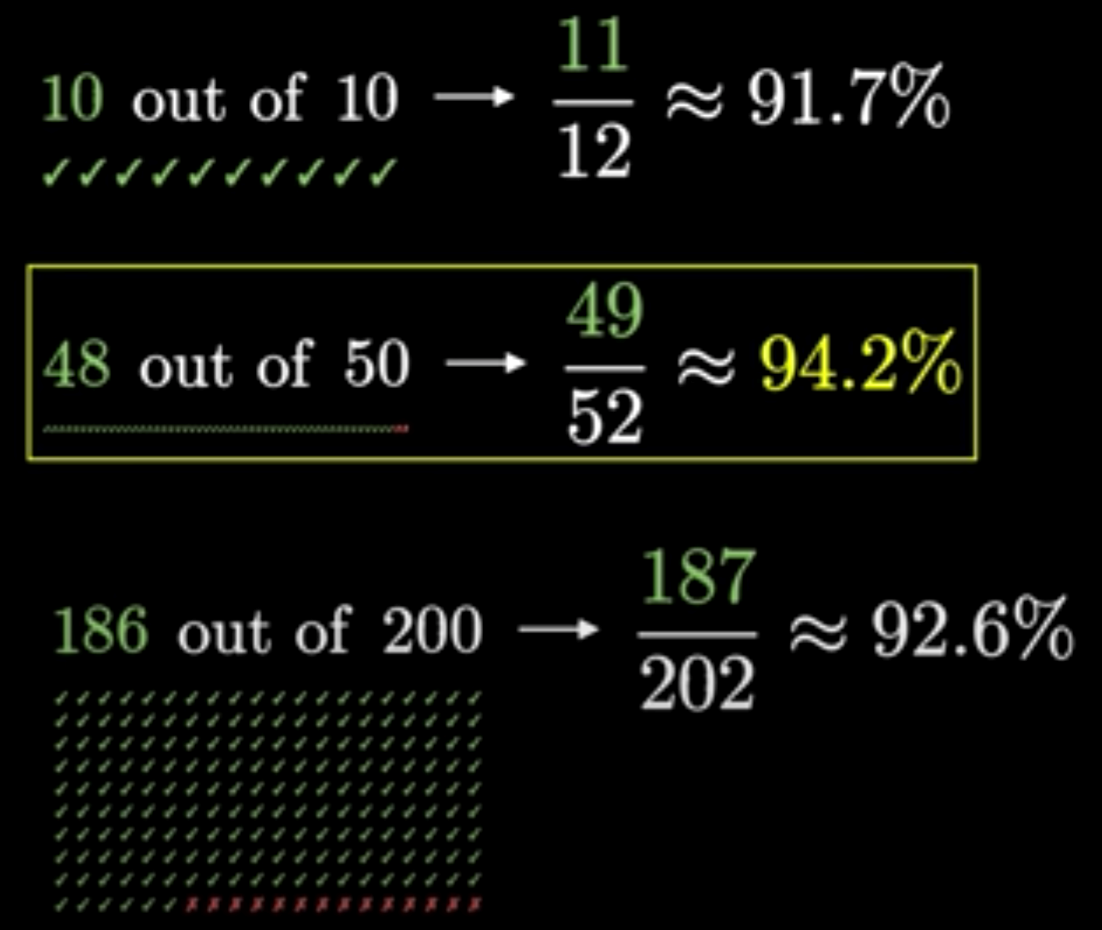 10 out of 10 → 11/12 ≈ 91.7%
✓✓✓✓✓✓✓✓✓✓
48 out of 50 → 49/52 ≈ 94.2%
186 out of 200 → 187/202 ≈ 92.6%